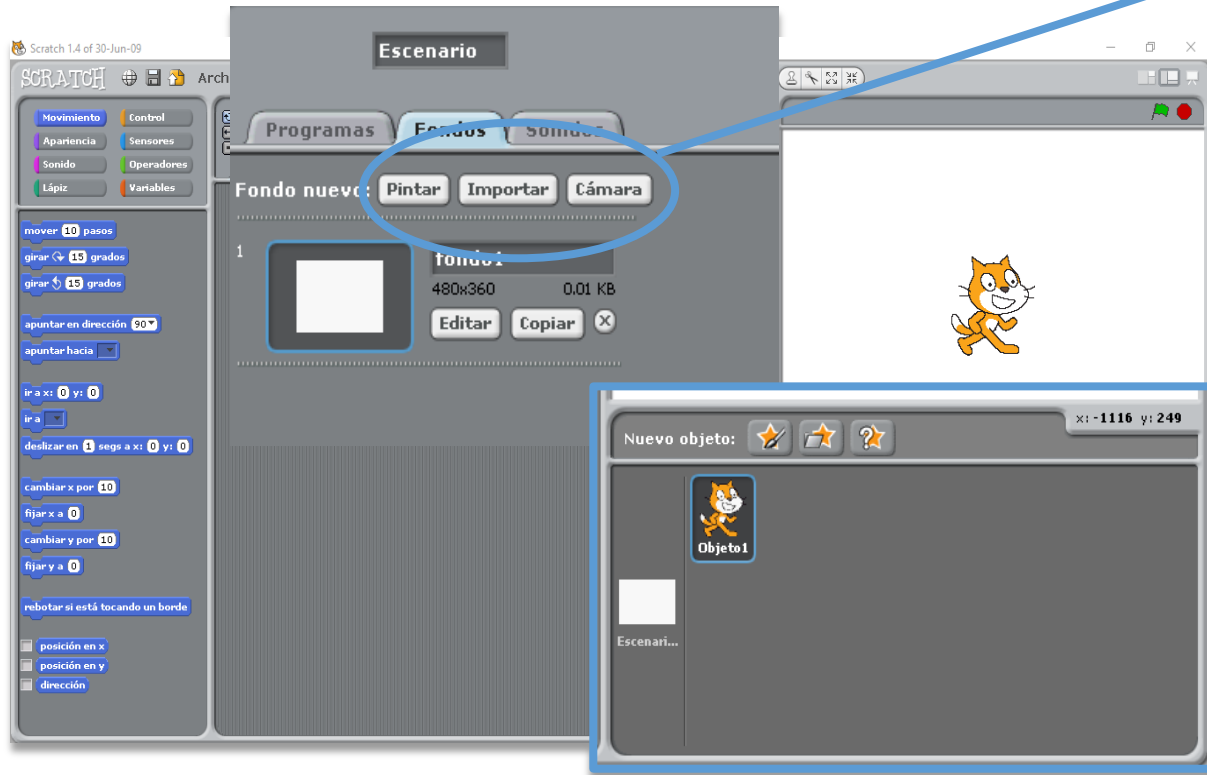 Scratch 1.4 of 30-Jun-09
SCRATCH
Arch
Movimiento
Control
Apariencia
Sensores
Sonido
Operadores
Lápiz
Variables
mover 10 pasos
girar 15 grados
girar 15 grados
apuntar en dirección 90
apuntar hacia
ir a x: 0 y: 0
ir a
deslizar en 1 segs a x: 0 y: 0
cambiar x por 10
fijar x a 0
cambiar y por 10
fijar y a 0
rebotar si está tocando un borde
posición en x
posición en y
dirección
Escenario
Programas
Fondos
Sonidos
Fondo nuevo: Pintar Importar Cámara
1
fondo1
480x360 0.01 KB
Editar Copiar
x: -1116 y: 249
Nuevo objeto:
Objeto1
Escenari...